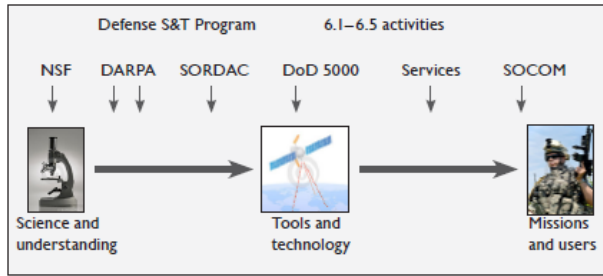 Defense S&T Program 6.1–6.5 activities
NSF DARPA SORDAC DoD 5000 Services SOCOM
Science and
understanding
Tools and
technology
Missions
and users